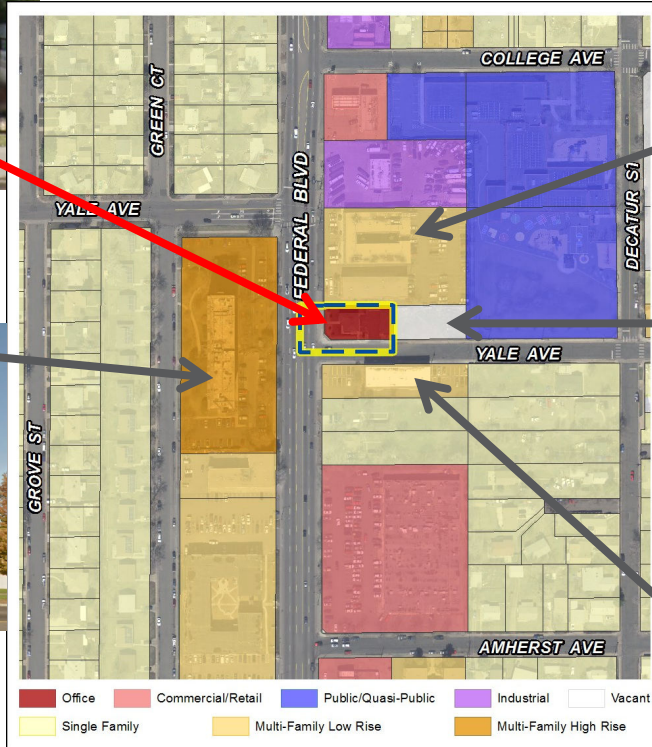 COLLEGE AVE
GREEN CT
FEDERAL BLVD
DECATUR ST
YALE AVE
YALE AVE
GROVE ST
AMHERST AVE
Office Commercial/Retail Public/Quasi-Public Industrial Vacant
Single Family Multi-Family Low Rise Multi-Family High Rise